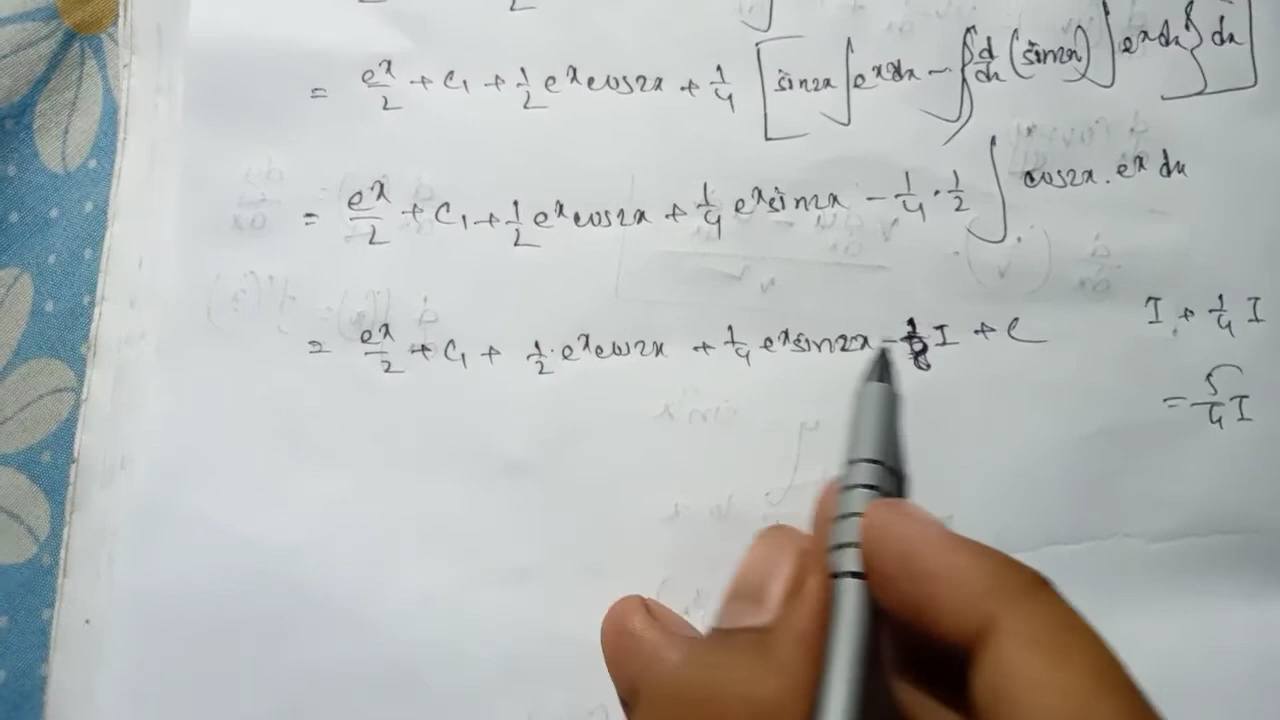 = e^x/2 + C₁ + 1/2 e^x cos2x + 1/4 [sin2x ∫e^x dx − ∫{d/dx (sin2x) ∫e^x dx} dx]
= e^x/2 + C₁ + 1/2 e^x cos2x + 1/4 e^x sin2x − 1/4 · 1/2 ∫ cos2x · e^x dx
= e^x/2 + C₁ + 1/2 · e^x cos2x + 1/4 e^x sin2x − 1/8 I + C
I + 1/4 I
= 5/4 I